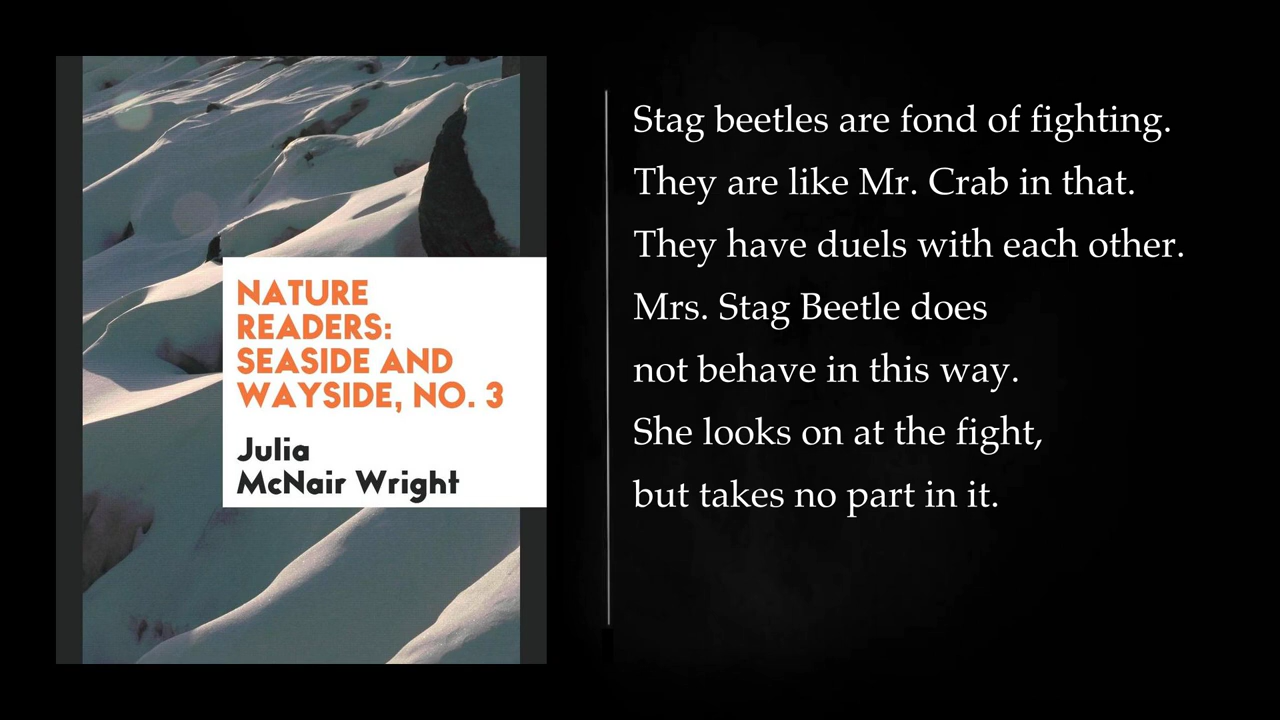 NATURE
READERS:
SEASIDE AND
WAYSIDE, NO. 3
Julia
McNair Wright
Stag beetles are fond of fighting.
They are like Mr. Crab in that.
They have duels with each other.
Mrs. Stag Beetle does
not behave in this way.
She looks on at the fight,
but takes no part in it.